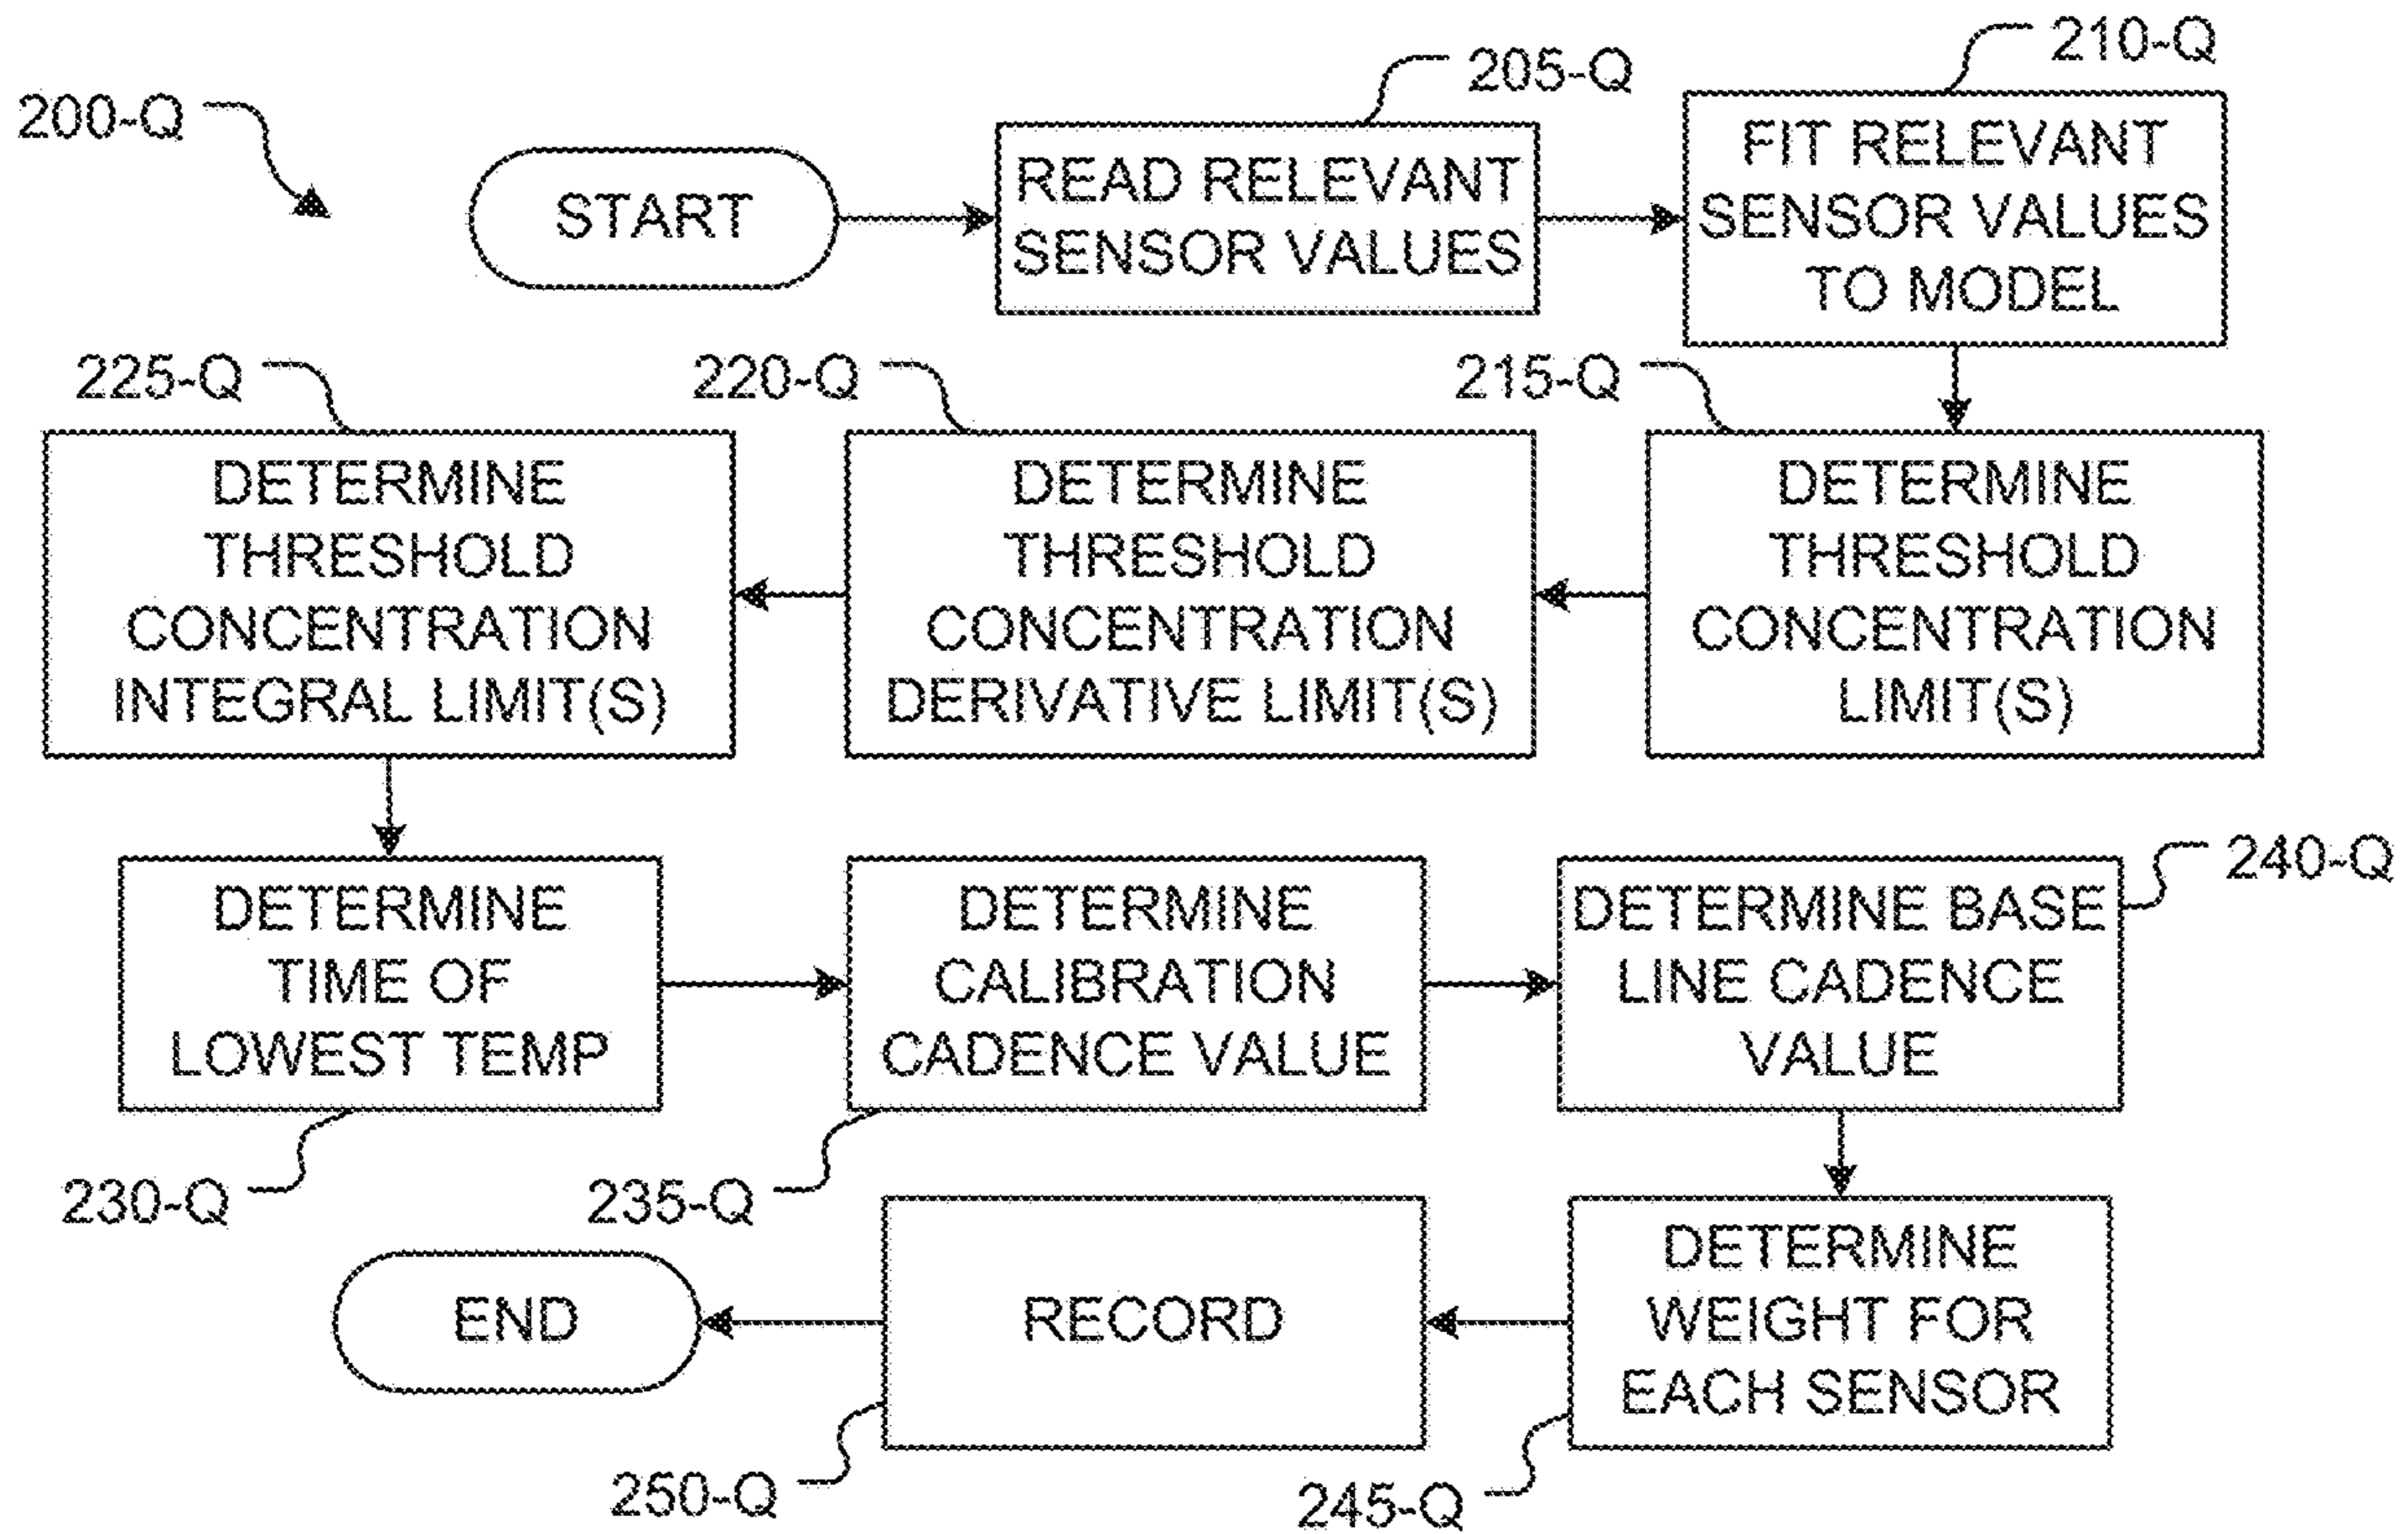 200-Q
START
205-Q
READ RELEVANT
SENSOR VALUES
210-Q
FIT RELEVANT
SENSOR VALUES
TO MODEL
215-Q
DETERMINE
THRESHOLD
CONCENTRATION
LIMIT(S)
220-Q
DETERMINE
THRESHOLD
CONCENTRATION
DERIVATIVE LIMIT(S)
225-Q
DETERMINE
THRESHOLD
CONCENTRATION
INTEGRAL LIMIT(S)
DETERMINE
TIME OF
LOWEST TEMP
230-Q
DETERMINE
CALIBRATION
CADENCE VALUE
235-Q
240-Q
DETERMINE BASE
LINE CADENCE
VALUE
DETERMINE
WEIGHT FOR
EACH SENSOR
245-Q
RECORD
250-Q
END